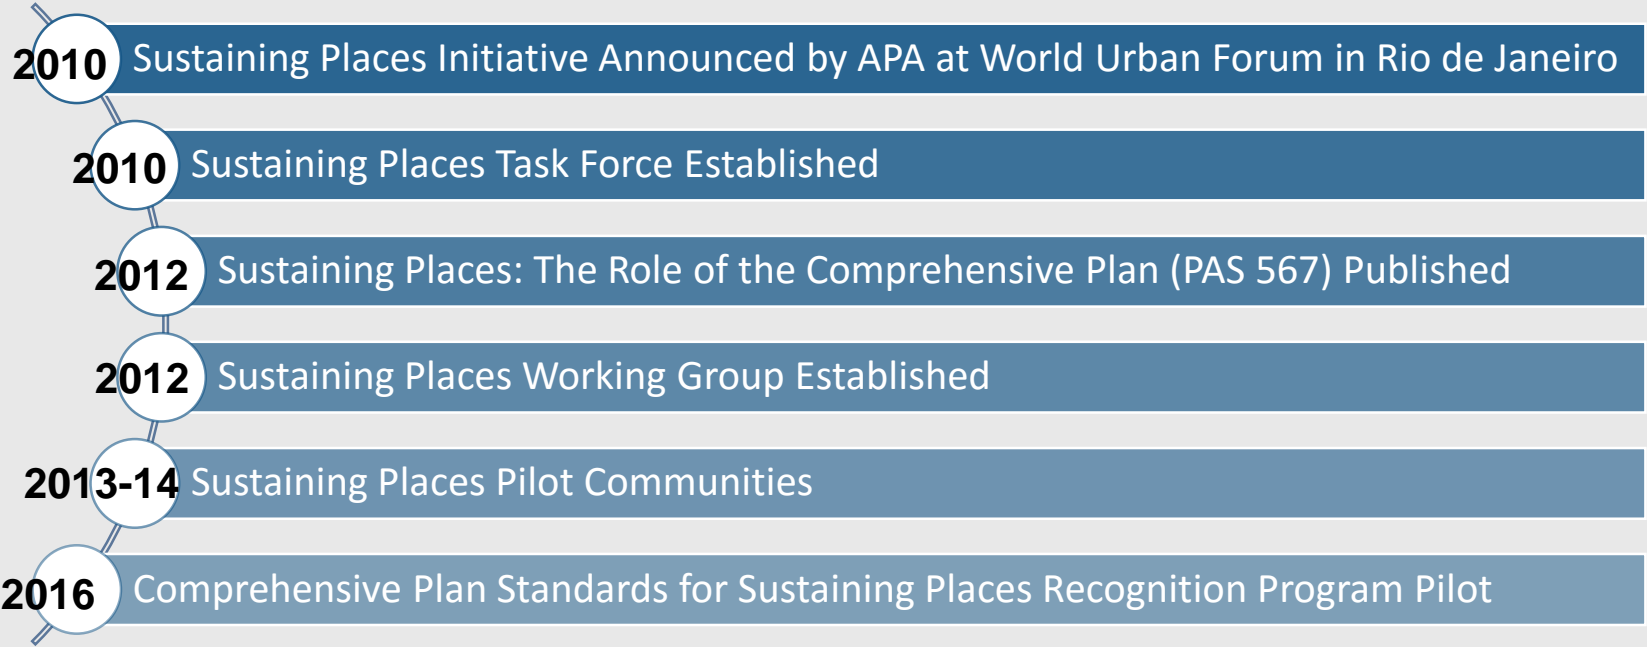 2010 Sustaining Places Initiative Announced by APA at World Urban Forum in Rio de Janeiro
2010 Sustaining Places Task Force Established
2012 Sustaining Places: The Role of the Comprehensive Plan (PAS 567) Published
2012 Sustaining Places Working Group Established
2013-14 Sustaining Places Pilot Communities
2016 Comprehensive Plan Standards for Sustaining Places Recognition Program Pilot